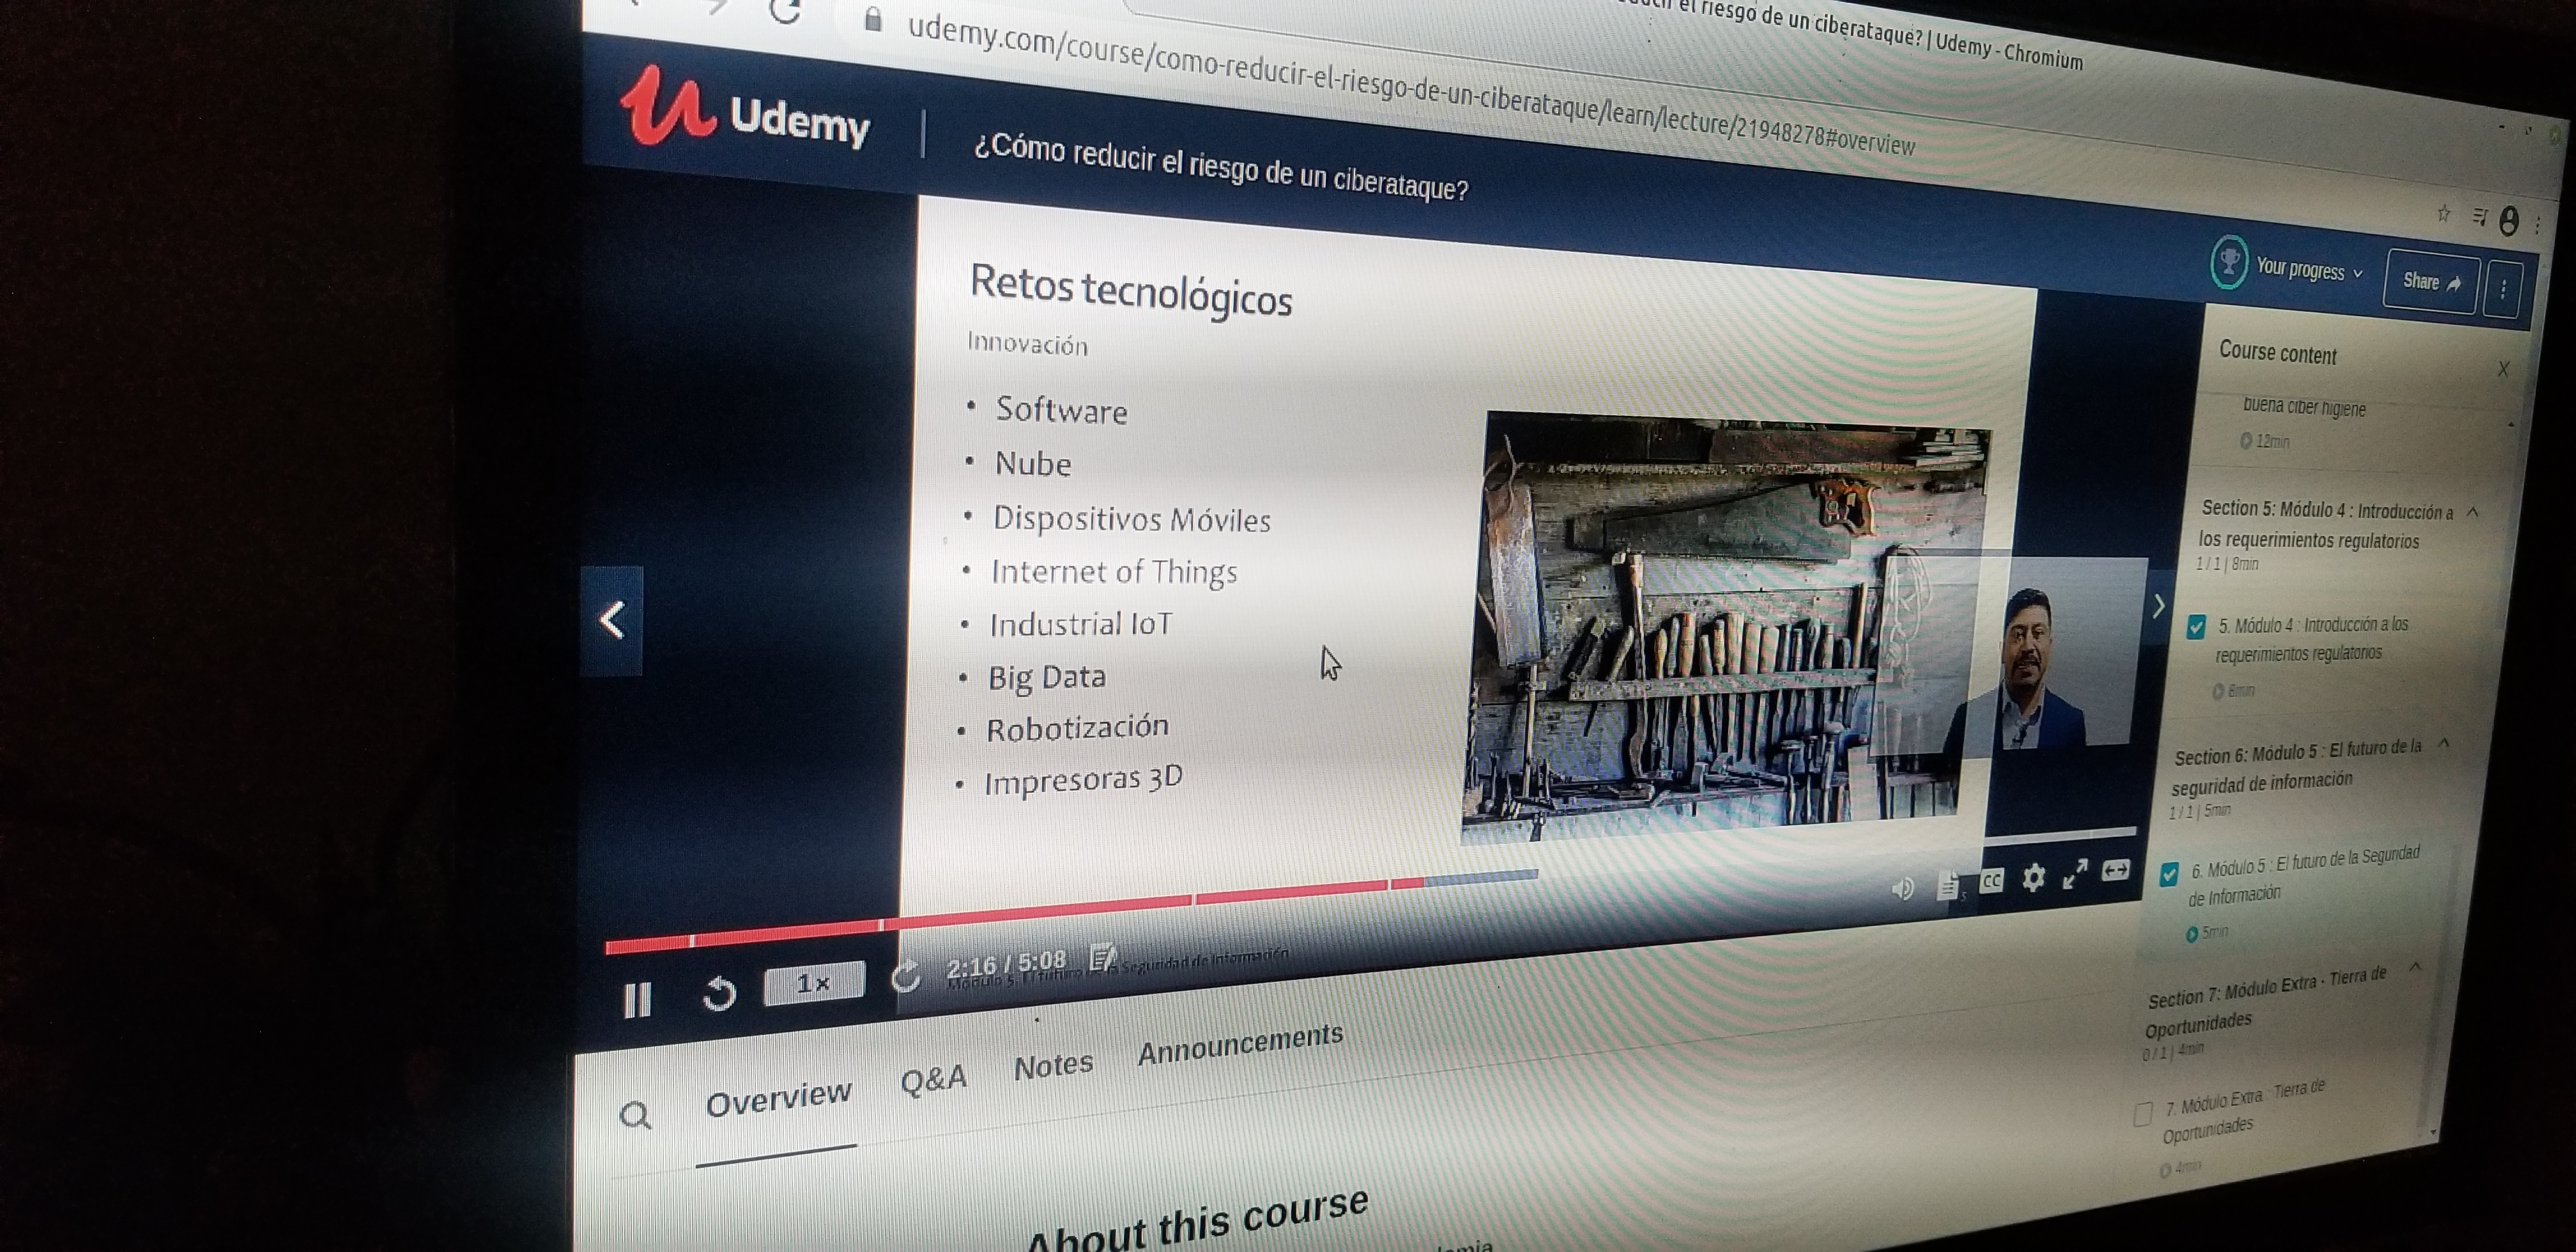 el riesgo de un ciberataque? | Udemy - Chromium
udemy.com/course/como-reducir-el-riesgo-de-un-ciberataque/learn/lecture/21948278#overview
Udemy
¿Cómo reducir el riesgo de un ciberataque?
Your progress
Share
Retos tecnológicos
Innovación
• Software
• Nube
• Dispositivos Móviles
• Internet of Things
• Industrial IoT
• Big Data
• Robotización
• Impresoras 3D
1x
2:16 / 5:08
Módulo 5: El futuro de la Seguridad de Información
CC
Course content
buena ciber higiene
12min
Section 5: Módulo 4 : Introducción a
los requerimientos regulatorios
1 / 1 | 8min
5. Módulo 4 : Introducción a los
requerimientos regulatorios
8min
Section 6: Módulo 5 : El futuro de la
seguridad de información
1 / 1 | 5min
6. Módulo 5 : El futuro de la Seguridad
de Información
5min
Section 7: Módulo Extra - Tierra de
Oportunidades
0 / 1 | 4min
7. Módulo Extra : Tierra de
Oportunidades
4min
Overview
Q&A
Notes
Announcements
About this course